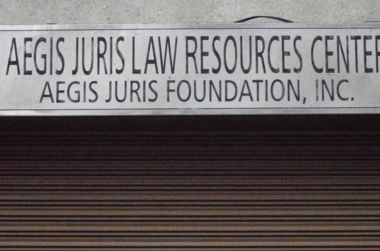 AEGIS JURIS LAW RESOURCES CENTER
AEGIS JURIS FOUNDATION, INC.